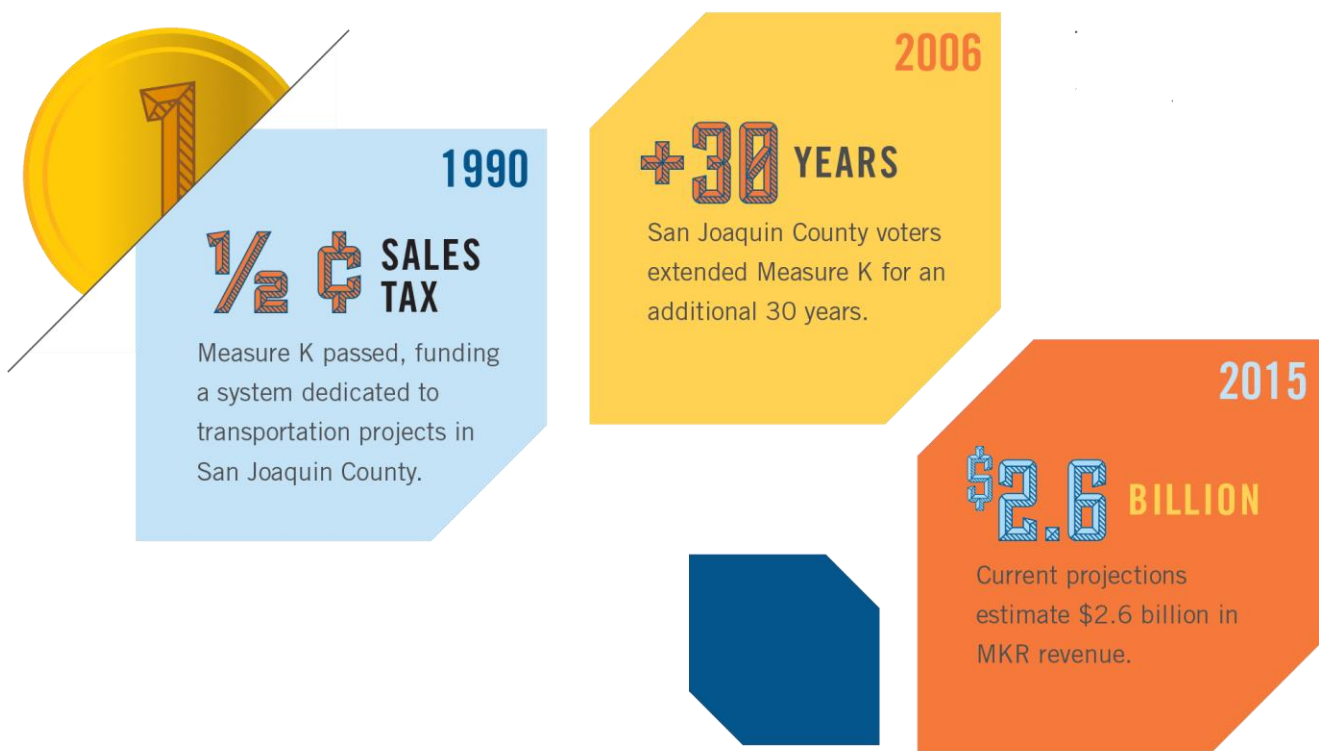 1
1990
½ ¢ SALES
TAX
Measure K passed, funding
a system dedicated to
transportation projects in
San Joaquin County.
2006
+30 YEARS
San Joaquin County voters
extended Measure K for an
additional 30 years.
2015
$2.6 BILLION
Current projections
estimate $2.6 billion in
MKR revenue.